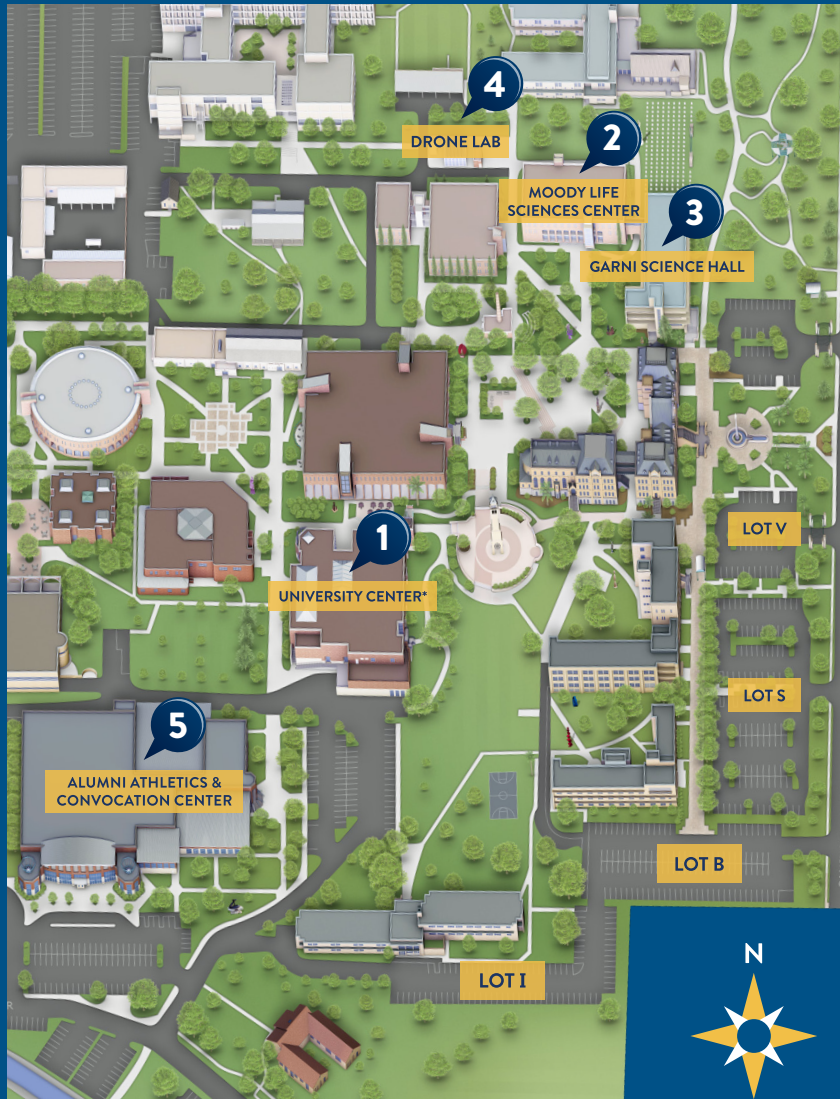 4
DRONE LAB
2
MOODY LIFE
SCIENCES CENTER
3
GARNI SCIENCE HALL
LOT V
1
UNIVERSITY CENTER*
LOT S
5
ALUMNI ATHLETICS &
CONVOCATION CENTER
LOT B
N
LOT I
R